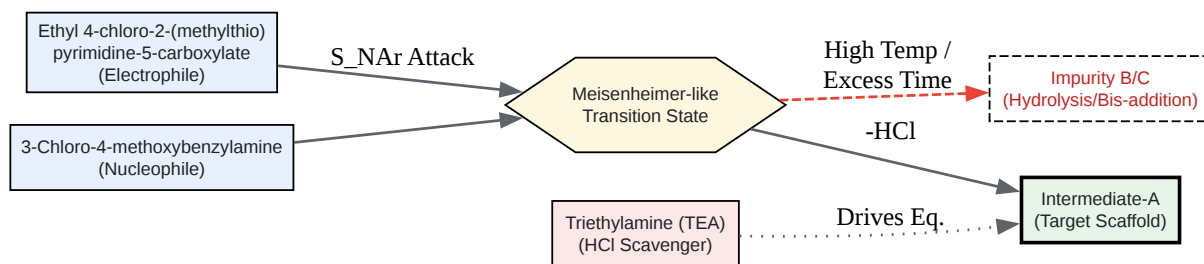 Ethyl 4-chloro-2-(methylthio)
pyrimidine-5-carboxylate
(Electrophile)
S_NAr Attack
3-Chloro-4-methoxybenzylamine
(Nucleophile)
Meisenheimer-like
Transition State
High Temp /
Excess Time
Impurity B/C
(Hydrolysis/Bis-addition)
-HCl
Triethylamine (TEA)
(HCl Scavenger)
Drives Eq.
Intermediate-A
(Target Scaffold)